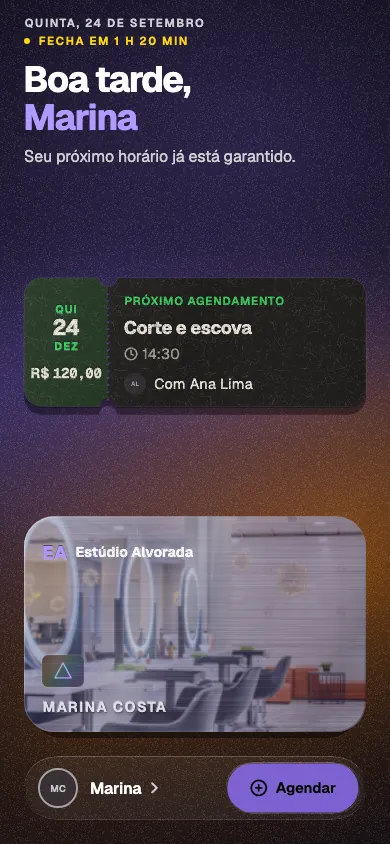 QUINTA, 24 DE SETEMBRO
FECHA EM 1 H 20 MIN
Boa tarde,
Marina
Seu próximo horário já está garantido.
QUI
24
DEZ
R$ 120,00
PRÓXIMO AGENDAMENTO
Corte e escova
14:30
AL
Com Ana Lima
EA Estúdio Alvorada
MARINA COSTA
MC
Marina
Agendar